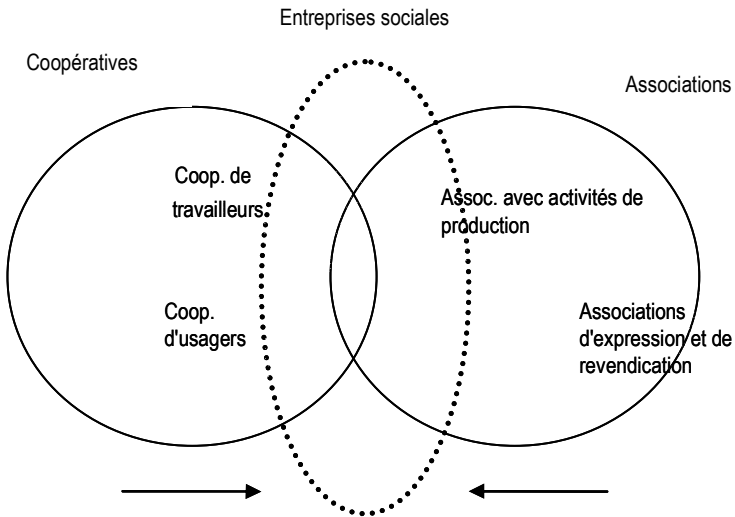 Entreprises sociales
Coopératives
Associations
Coop. de
travailleurs
Assoc. avec activités de
production
Coop.
d'usagers
Associations
d'expression et de
revendication